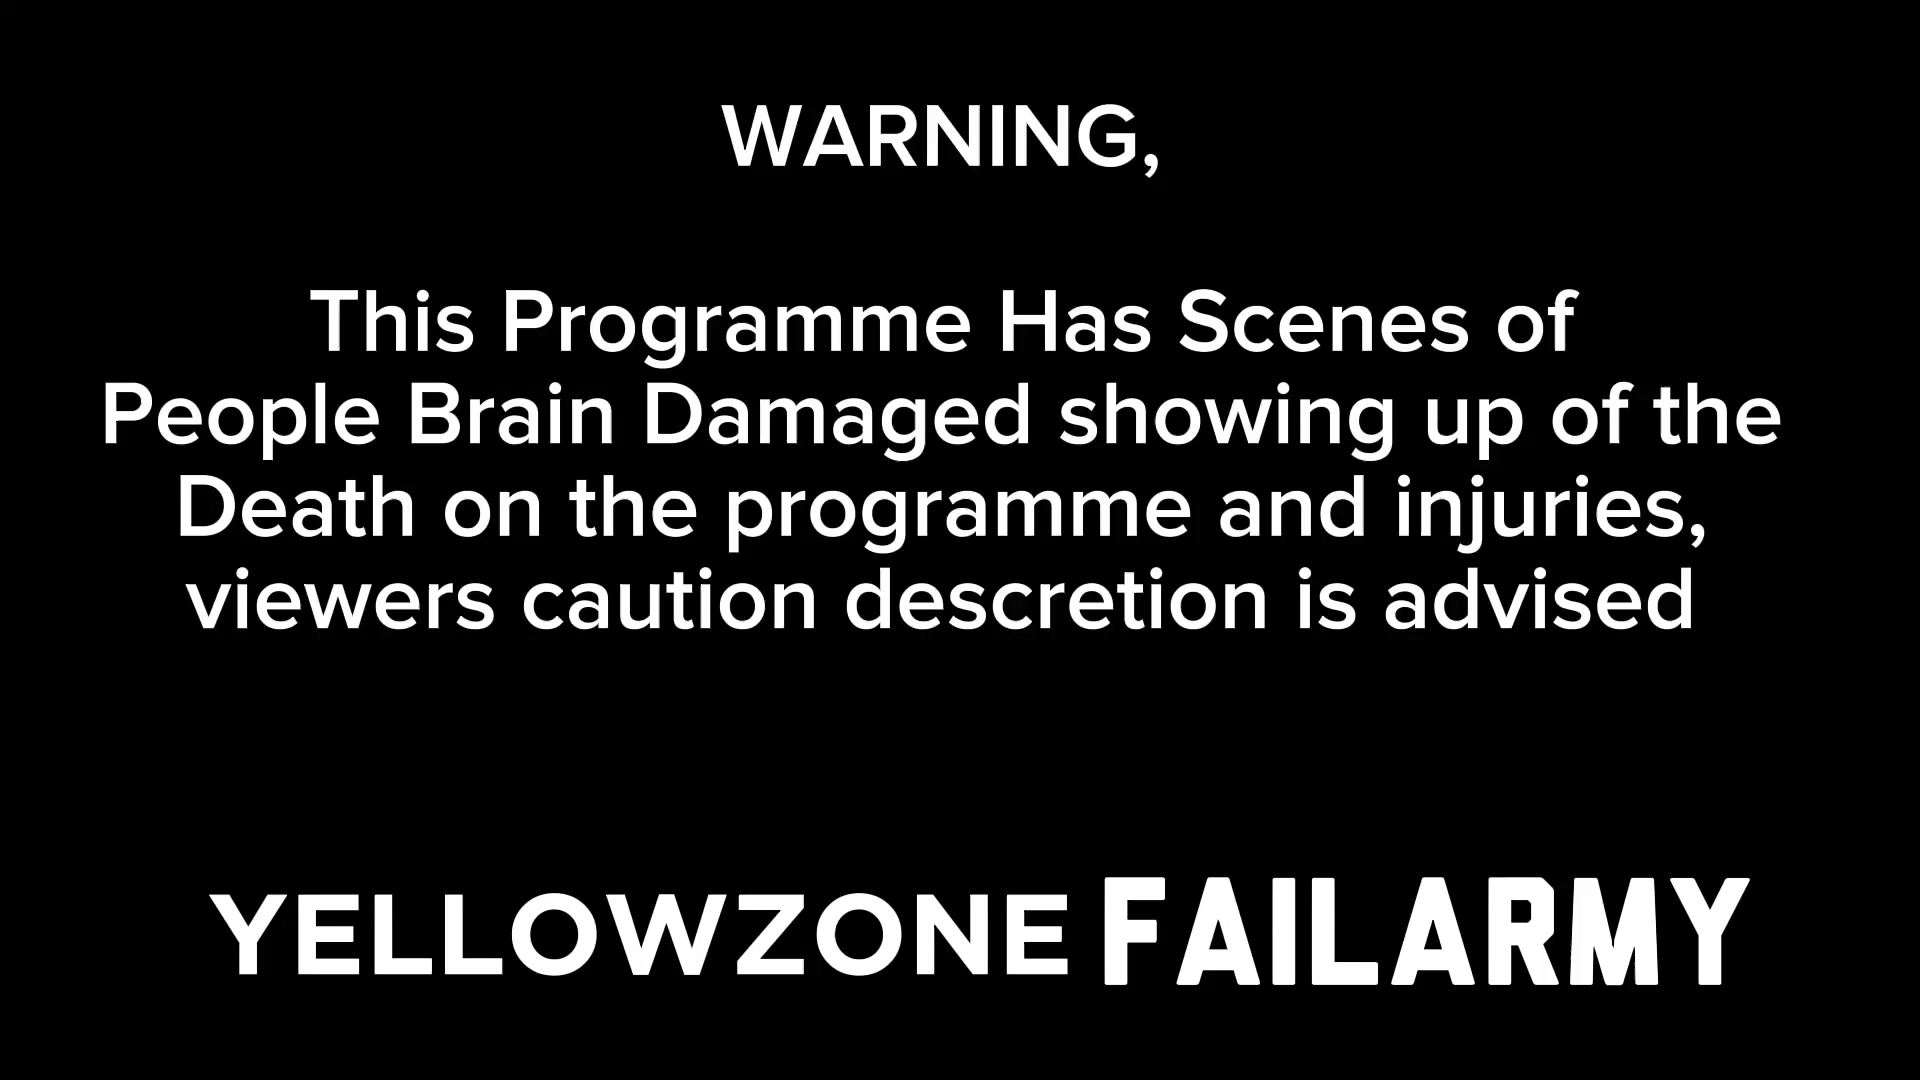 WARNING,
This Programme Has Scenes of
People Brain Damaged showing up of the
Death on the programme and injuries,
viewers caution descretion is advised
YELLOWZONE FAILARMY